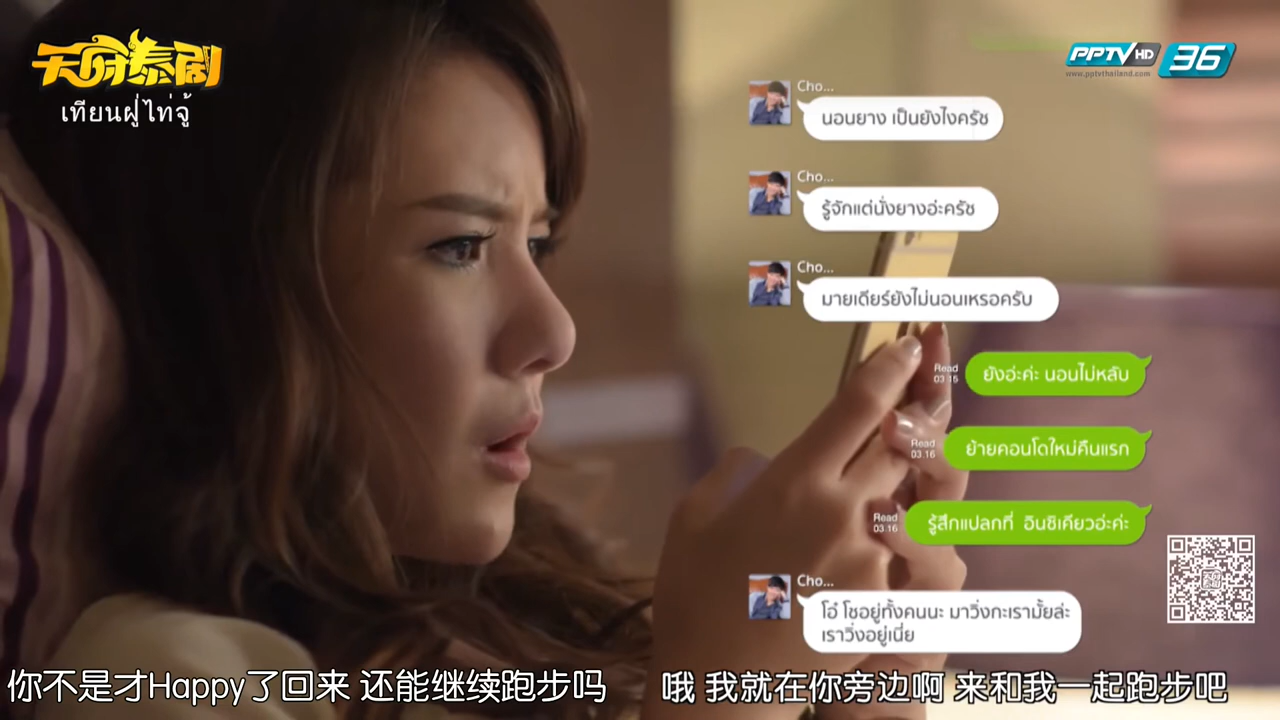 天府泰剧
เทียนฝู่ไท่จู้
PPTV HD 36
www.pptvthailand.com
Cho...
นอนยาง เป็นยังไงครัช
Cho...
รู้จักแต่นั่งยางอ่ะครัช
Cho...
มายเดียร์ยังไม่นอนเหรอครับ
Read
03.15
ยังอ่ะค่ะ นอนไม่หลับ
Read
03.16
ย้ายคอนโดใหม่คืนแรก
Read
03.16
รู้สึกแปลกที่ อินซิเคียวอ่ะค่ะ
Cho...
โอ๋ โชอยู่ทั้งคนนะ มาวิ่งกะเรามั้ยล่ะ
เราวิ่งอยู่เนี่ย
你不是才Happy了回来 还能继续跑步吗
哦 我就在你旁边啊 来和我一起跑步吧